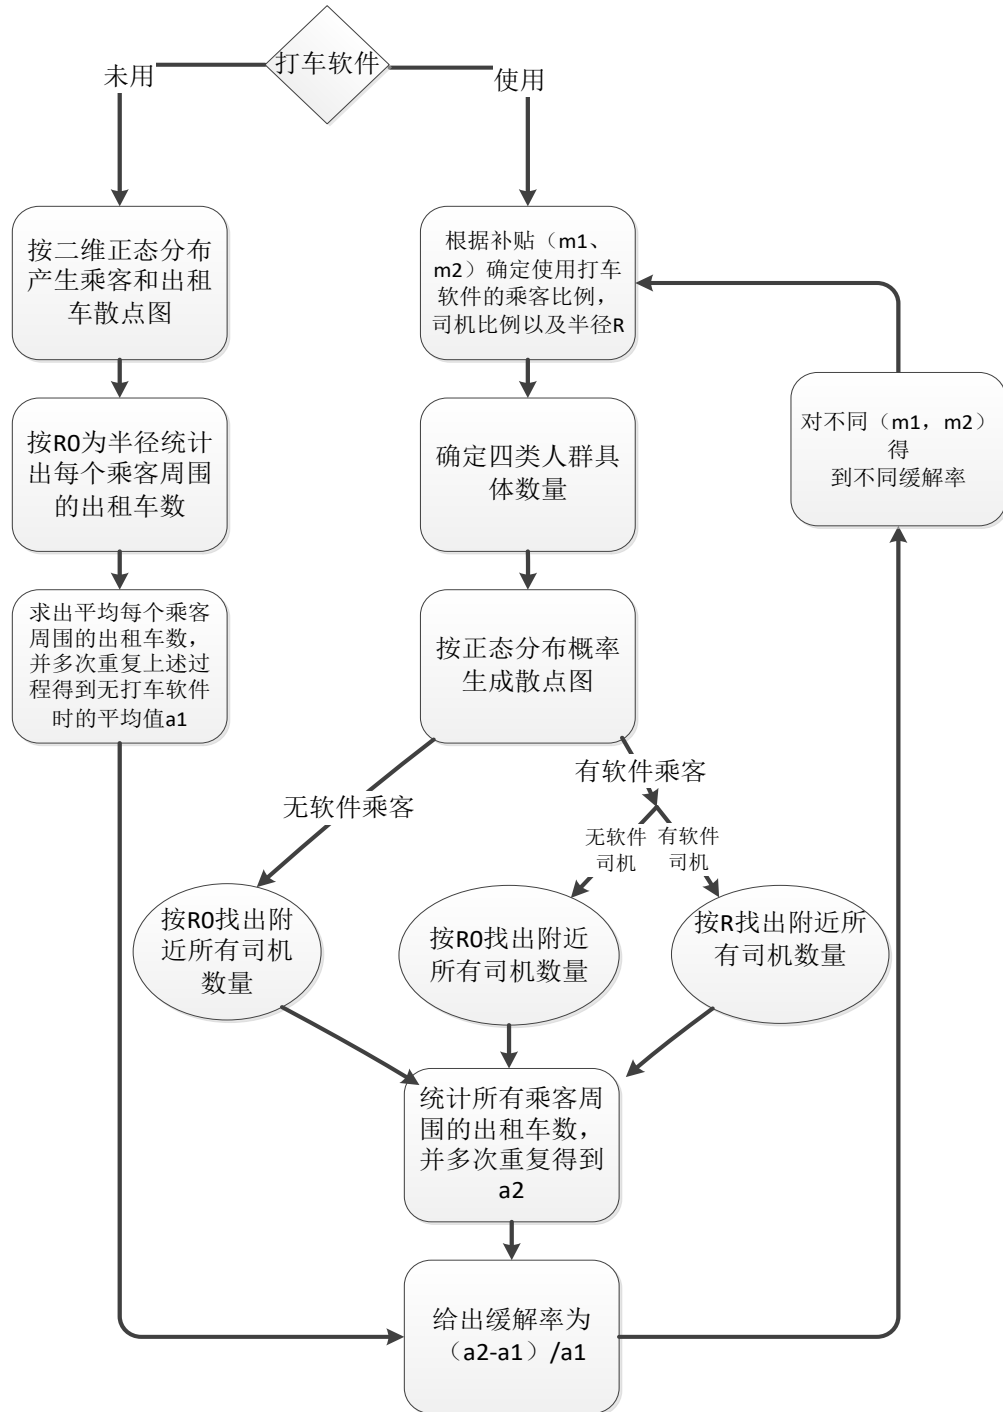 打车软件
未用
使用
按二维正态分布
产生乘客和出租
车散点图
根据补贴（m1、
m2）确定使用打车
软件的乘客比例，
司机比例以及半径R
按R0为半径统计
出每个乘客周围
的出租车数
确定四类人群具
体数量
对不同（m1，m2）
得
到不同缓解率
求出平均每个乘客
周围的出租车数，
并多次重复上述过
程得到无打车软件
时的平均值a1
按正态分布概率
生成散点图
无软件乘客
有软件乘客
无软件
司机
有软件
司机
按R0找出附
近所有司机
数量
按R0找出附近
所有司机数量
按R找出附近所
有司机数量
统计所有乘客周
围的出租车数，
并多次重复得到
a2
给出缓解率为
（a2-a1）/a1